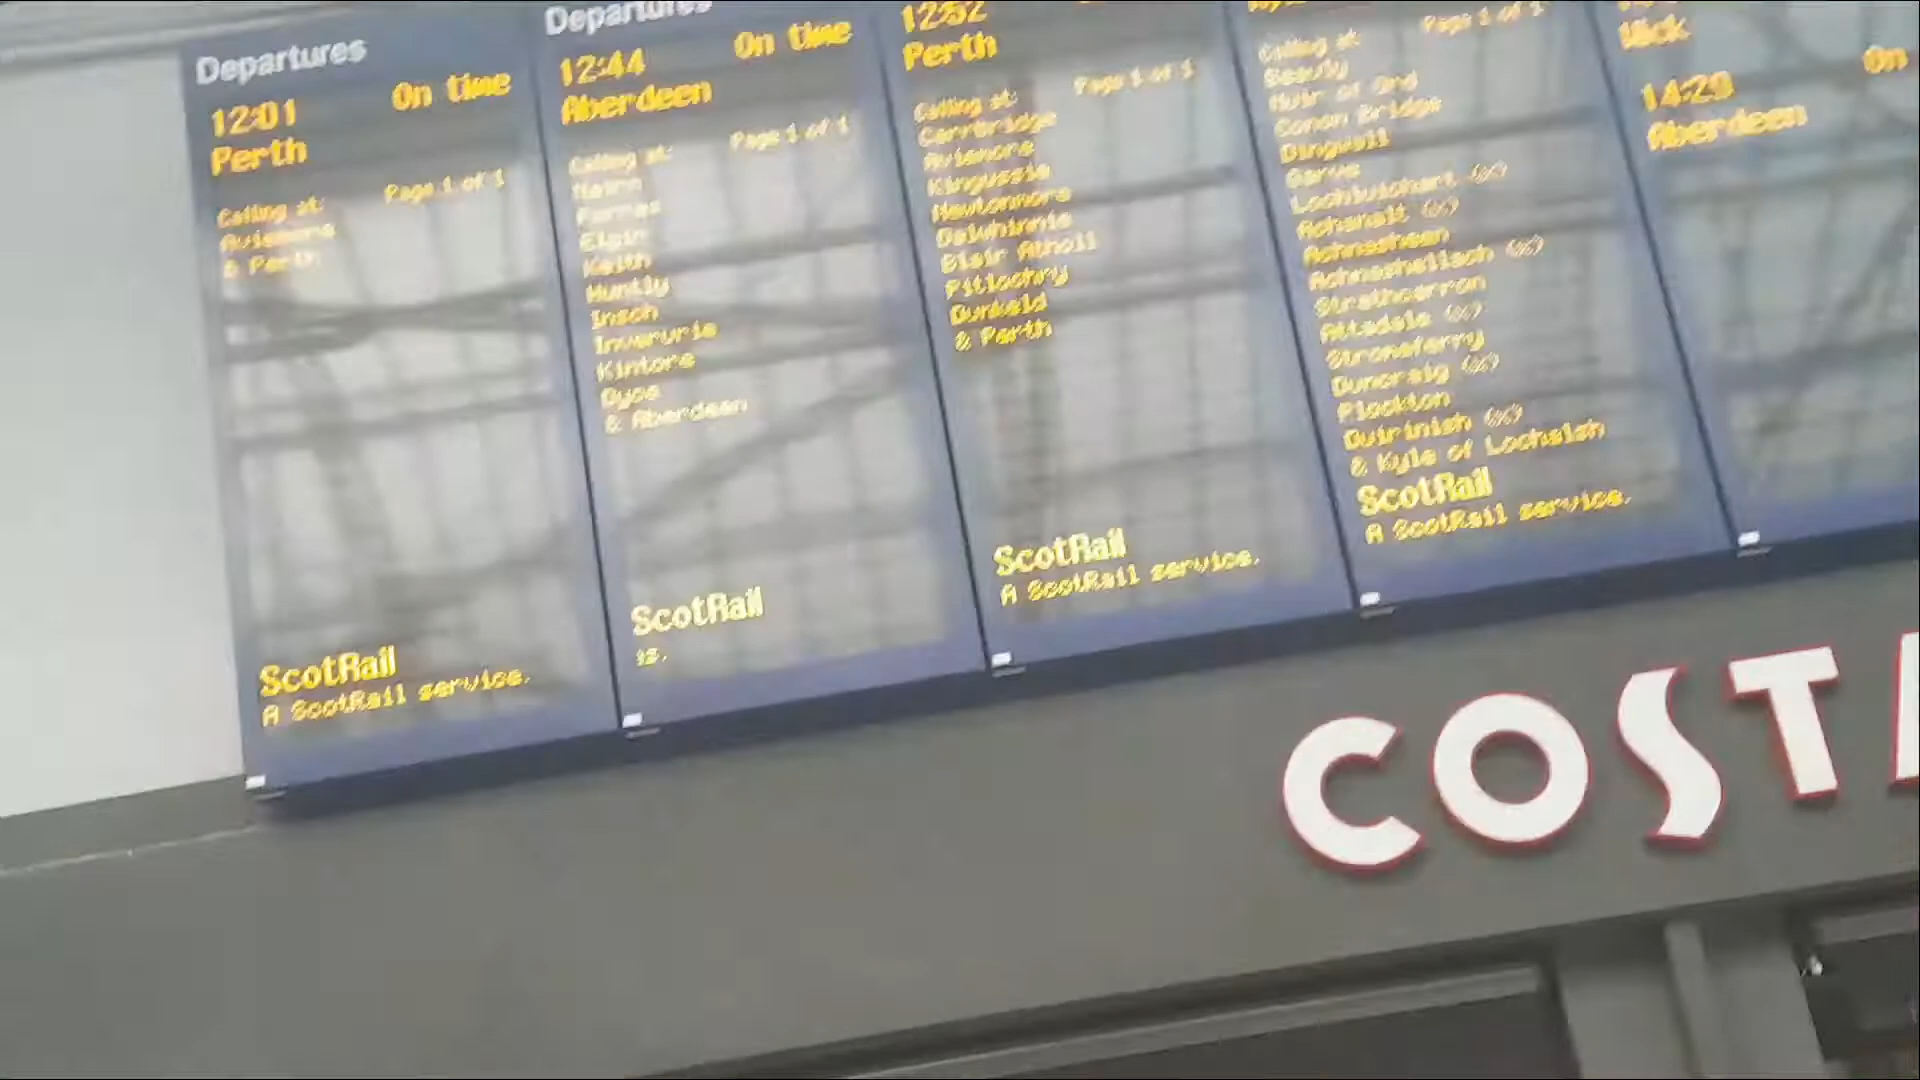 Departures
12:01 On time
Perth
Calling at: Page 1 of 1
Aviemore
& Perth
ScotRail
A ScotRail service.
Departures
12:44 On time
Aberdeen
Calling at: Page 1 of 1
Nairn
Forres
Elgin
Keith
Huntly
Insch
Inverurie
Kintore
Dyce
& Aberdeen
ScotRail
is.
12:52
Perth
Calling at: Page 1 of 1
Carrbridge
Aviemore
Kingussie
Newtonmore
Dalwhinnie
Blair Atholl
Pitlochry
Dunkeld
& Perth
ScotRail
A ScotRail service.
Calling at: Page 1 of 1
Beauly
Muir of Ord
Conon Bridge
Dingwall
Garve
Lochluichart
Achanalt
Achnasheen
Achnashellach
Strathcarron
Attadale
Stromeferry
Duncraig
Plockton
Duirinish
& Kyle of Lochalsh
ScotRail
A ScotRail service.
Wick
14:29 On
Aberdeen
COSTA